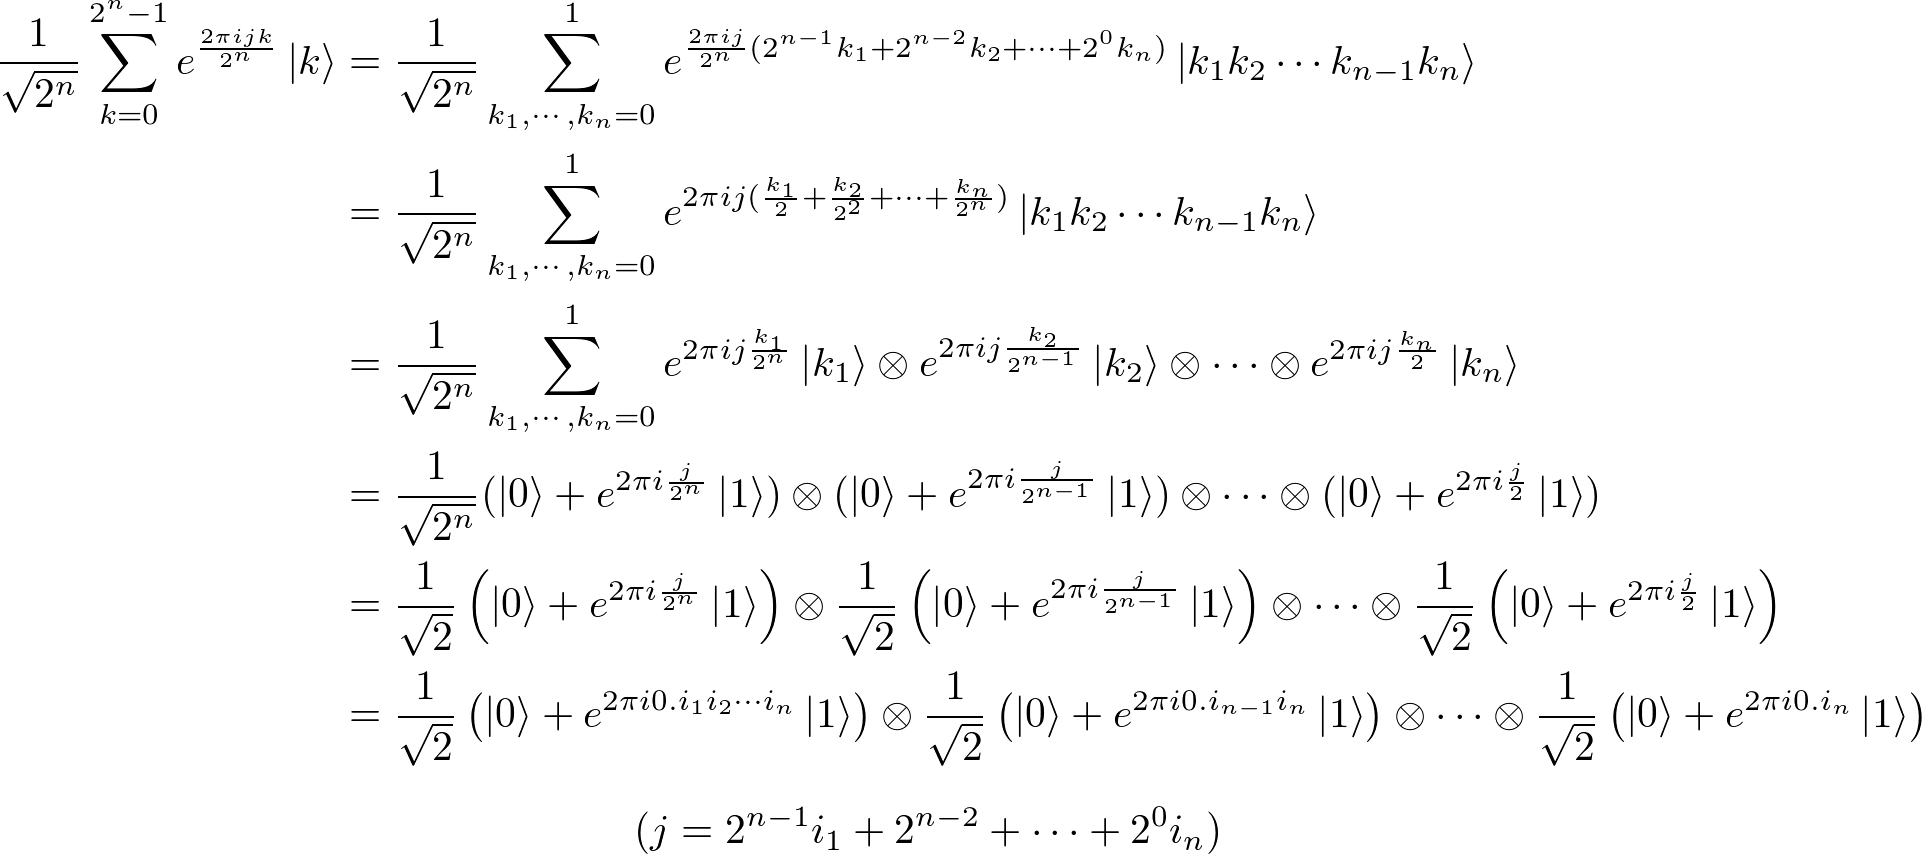 \frac{1}{\sqrt{2^n}} \sum_{k=0}^{2^n-1} e^{\frac{2\pi ijk}{2^n}} |k\rangle = \frac{1}{\sqrt{2^n}} \sum_{k_1,\cdots,k_n=0}^{1} e^{\frac{2\pi ij}{2^n}(2^{n-1}k_1+2^{n-2}k_2+\cdots+2^0k_n)} |k_1k_2\cdots k_{n-1}k_n\rangle
= \frac{1}{\sqrt{2^n}} \sum_{k_1,\cdots,k_n=0}^{1} e^{2\pi ij(\frac{k_1}{2}+\frac{k_2}{2^2}+\cdots+\frac{k_n}{2^n})} |k_1k_2\cdots k_{n-1}k_n\rangle
= \frac{1}{\sqrt{2^n}} \sum_{k_1,\cdots,k_n=0}^{1} e^{2\pi ij\frac{k_1}{2^n}} |k_1\rangle \otimes e^{2\pi ij\frac{k_2}{2^{n-1}}} |k_2\rangle \otimes \cdots \otimes e^{2\pi ij\frac{k_n}{2}} |k_n\rangle
= \frac{1}{\sqrt{2^n}} (|0\rangle + e^{2\pi i\frac{j}{2^n}} |1\rangle) \otimes (|0\rangle + e^{2\pi i\frac{j}{2^{n-1}}} |1\rangle) \otimes \cdots \otimes (|0\rangle + e^{2\pi i\frac{j}{2}} |1\rangle)
= \frac{1}{\sqrt{2}} \left(|0\rangle + e^{2\pi i\frac{j}{2^n}} |1\rangle\right) \otimes \frac{1}{\sqrt{2}} \left(|0\rangle + e^{2\pi i\frac{j}{2^{n-1}}} |1\rangle\right) \otimes \cdots \otimes \frac{1}{\sqrt{2}} \left(|0\rangle + e^{2\pi i\frac{j}{2}} |1\rangle\right)
= \frac{1}{\sqrt{2}} \left(|0\rangle + e^{2\pi i0.i_1i_2\cdots i_n} |1\rangle\right) \otimes \frac{1}{\sqrt{2}} \left(|0\rangle + e^{2\pi i0.i_{n-1}i_n} |1\rangle\right) \otimes \cdots \otimes \frac{1}{\sqrt{2}} \left(|0\rangle + e^{2\pi i0.i_n} |1\rangle\right)
(j = 2^{n-1}i_1 + 2^{n-2} + \cdots + 2^0i_n)